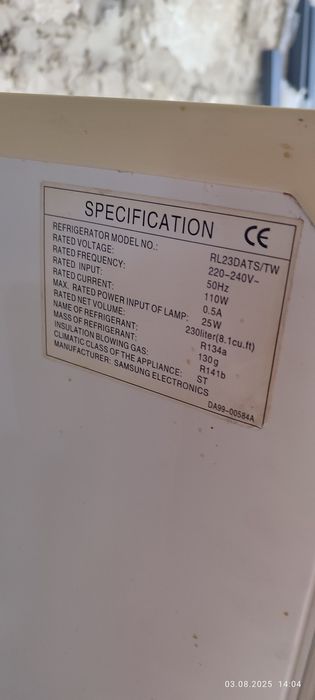 SPECIFICATION CE
REFRIGERATOR MODEL NO.: RL23DATS/TW
RATED VOLTAGE: 220-240V~
RATED FREQUENCY: 50Hz
RATED INPUT: 110W
RATED CURRENT: 0.5A
MAX. RATED POWER INPUT OF LAMP: 25W
RATED NET VOLUME: 230liter(8.1cu.ft)
NAME OF REFRIGERANT: R134a
MASS OF REFRIGERANT: 130g
INSULATION BLOWING GAS: R141b
CLIMATIC CLASS OF THE APPLIANCE: ST
MANUFACTURER: SAMSUNG ELECTRONICS
DA99-00584A
03.08.2025 14:04